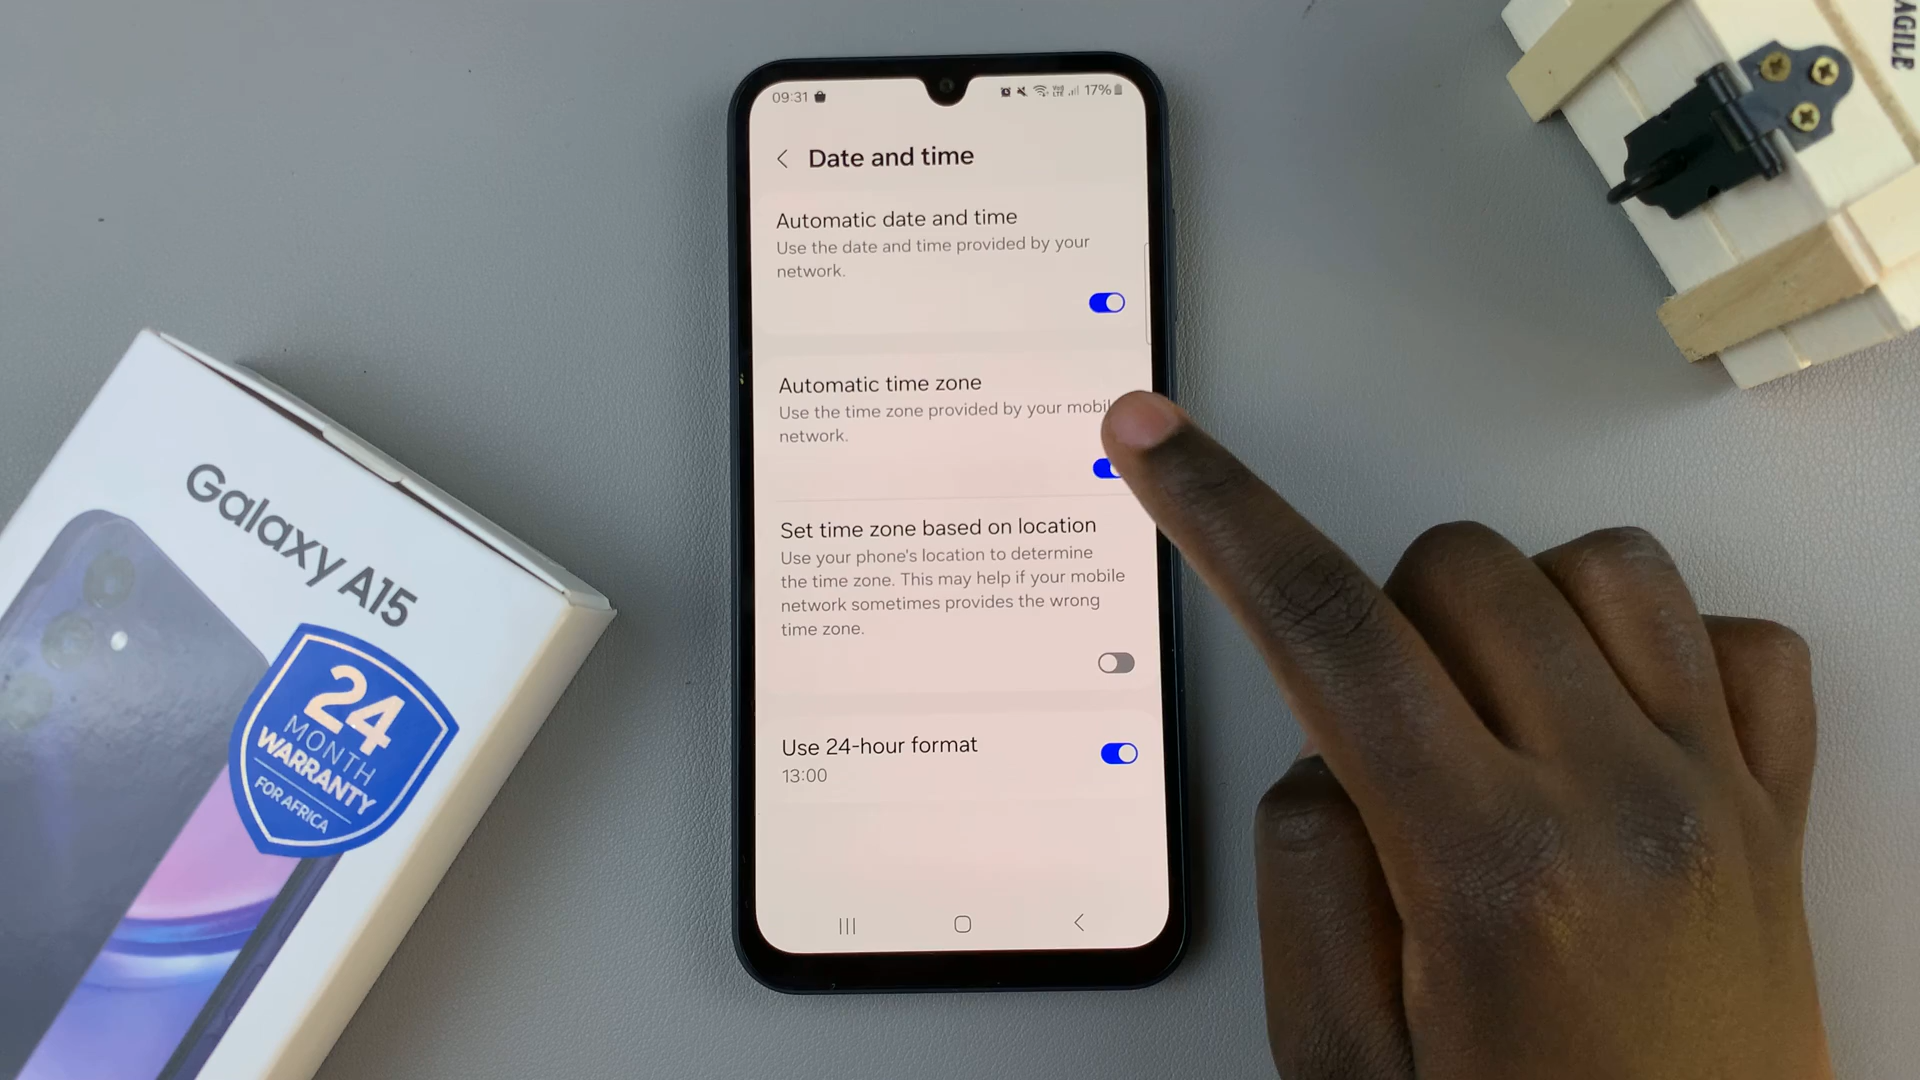 09:31
17%
Date and time
Automatic date and time
Use the date and time provided by your
network.
Automatic time zone
Use the time zone provided by your mobil
network.
Set time zone based on location
Use your phone's location to determine
the time zone. This may help if your mobile
network sometimes provides the wrong
time zone.
Use 24-hour format
13:00
Galaxy A15
24
MONTH
WARRANTY
FOR AFRICA
AGILE